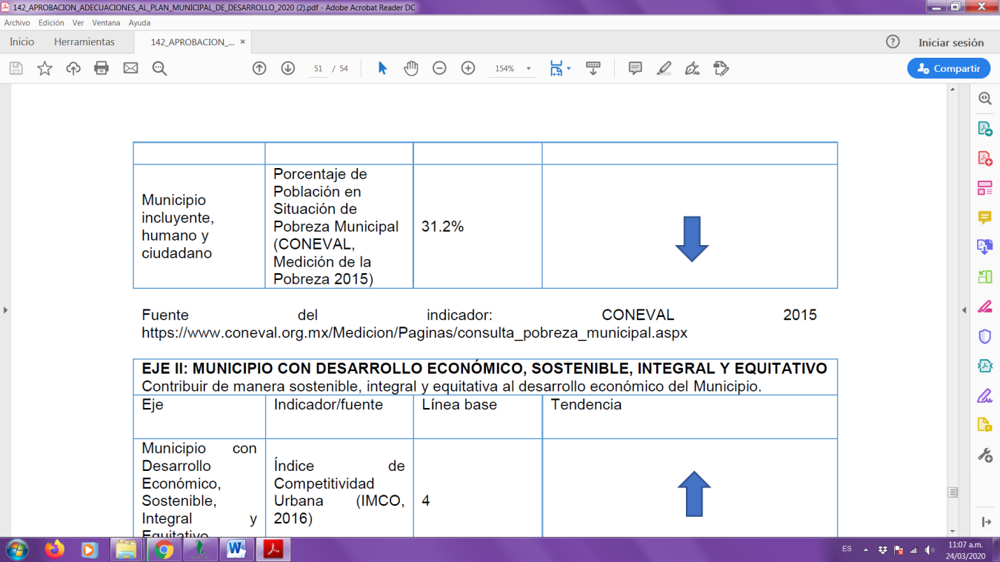 142_APROBACION_ADECUACIONES_AL_PLAN_MUNICIPAL_DE_DESARROLLO_2020 (2).pdf - Adobe Acrobat Reader DC
Archivo Edición Ver Ventana Ayuda
Inicio Herramientas 142_APROBACION_... × Iniciar sesión
51 / 54 154% Compartir
Municipio
incluyente,
humano y
ciudadano
Porcentaje de
Población en
Situación de
Pobreza Municipal
(CONEVAL,
Medición de la
Pobreza 2015)
31.2%
Fuente del indicador: CONEVAL 2015
https://www.coneval.org.mx/Medicion/Paginas/consulta_pobreza_municipal.aspx
EJE II: MUNICIPIO CON DESARROLLO ECONÓMICO, SOSTENIBLE, INTEGRAL Y EQUITATIVO
Contribuir de manera sostenible, integral y equitativa al desarrollo económico del Municipio.
Eje Indicador/fuente Línea base Tendencia
Municipio con
Desarrollo
Económico,
Sostenible,
Integral y
Equitativo
Índice de
Competitividad
Urbana (IMCO,
2016)
4
ES
11:07 a.m.
24/03/2020